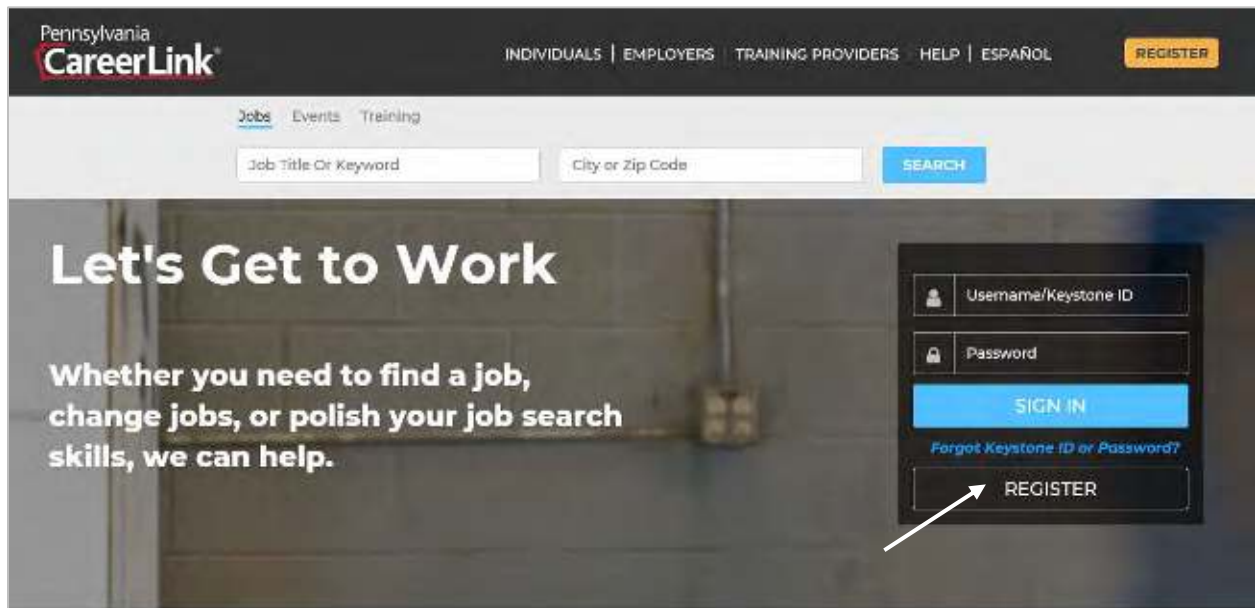 Pennsylvania
CareerLink®
INDIVIDUALS | EMPLOYERS TRAINING PROVIDERS HELP | ESPAÑOL REGISTER
Jobs Events Training
Job Title Or Keyword City or Zip Code SEARCH
Let's Get to Work
Whether you need to find a job,
change jobs, or polish your job search
skills, we can help.
Username/Keystone ID
Password
SIGN IN
Forgot Keystone ID or Password?
REGISTER